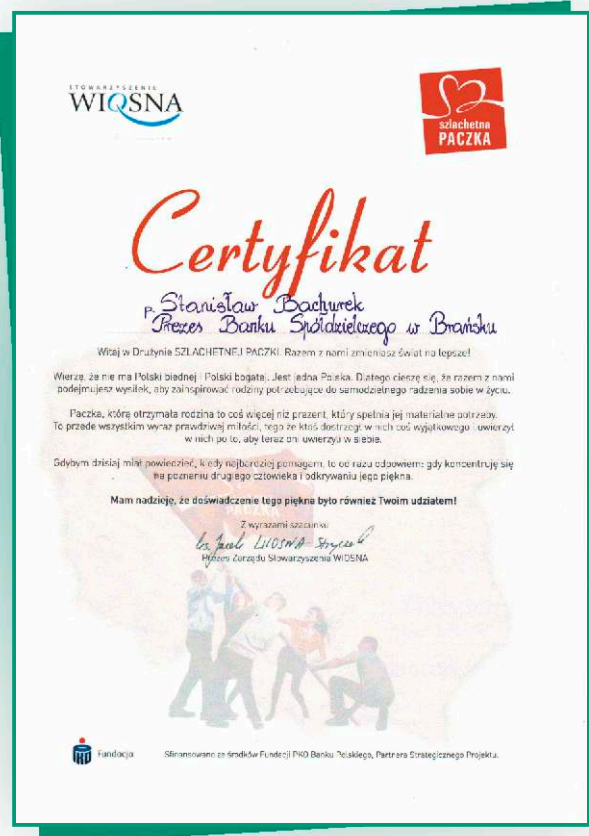 STOWARZYSZENIE
WIOSNA
szlachetna
PACZKA
Certyfikat
p. Stanisław Bachurek
Prezes Banku Spółdzielczego w Brańsku
Witaj w Drużynie SZLACHETNEJ PACZKI. Razem z nami zmieniasz świat na lepsze!
Wierzę, że nie ma Polski biednej i Polski bogatej. Jest jedna Polska. Dlatego cieszę się, że razem z nami
podejmujesz wysiłek, aby zainspirować rodziny potrzebujące do samodzielnego radzenia sobie w życiu.
Paczka, którą otrzymała rodzina to coś więcej niż prezent, który spełnia jej materialne potrzeby.
To przede wszystkim wyraz prawdziwej miłości, tego że ktoś dostrzegł w nich coś wyjątkowego i uwierzył
w nich po to, aby teraz oni uwierzyli w siebie.
Gdybym dzisiaj miał powiedzieć, kiedy najbardziej pomagam, to od razu odpowiem: gdy koncentruję się
na poznaniu drugiego człowieka i odkrywaniu jego piękna.
Mam nadzieję, że doświadczenie tego piękna było również Twoim udziałem!
PACZKA
Z wyrazami szacunku
ks. Jacek WIOSNA Stryczek
Prezes Zarządu Stowarzyszenia WIOSNA
Fundacja
Sfinansowano ze środków Fundacji PKO Banku Polskiego, Partnera Strategicznego Projektu.